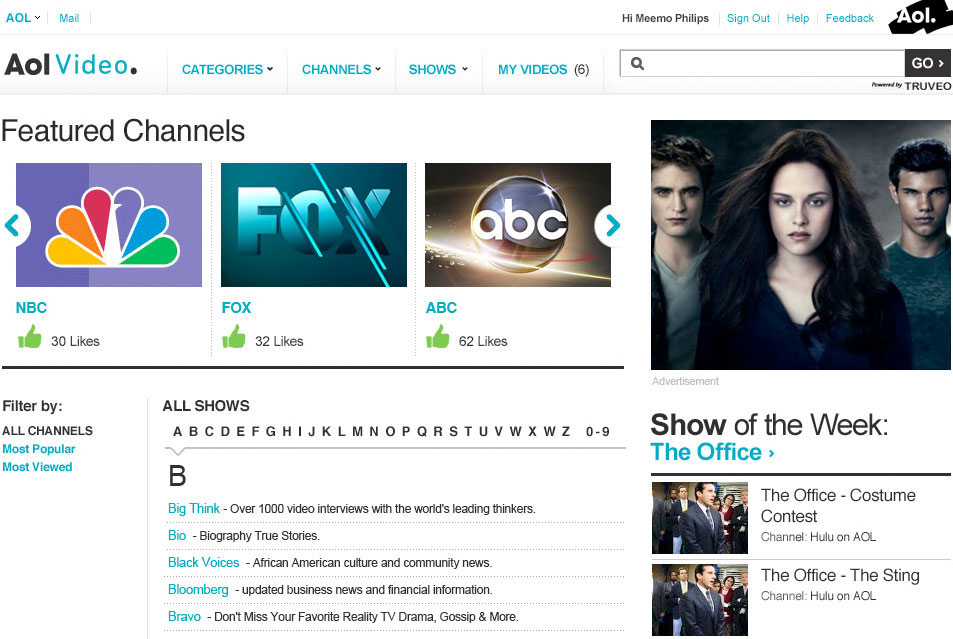 AOL
Mail
Hi Meemo Philips
Sign Out
Help
Feedback
Aol.
Aol Video.
CATEGORIES
CHANNELS
SHOWS
MY VIDEOS (6)
GO ›
Powered by TRUVEO
Featured Channels
FOX
abc
NBC
FOX
ABC
30 Likes
32 Likes
62 Likes
Advertisement
Filter by:
ALL CHANNELS
Most Popular
Most Viewed
ALL SHOWS
A B C D E F G H I J K L M N O P Q R S T U V W X W Z 0-9
B
Big Think - Over 1000 video interviews with the world's leading thinkers.
Bio - Biography True Stories.
Black Voices - African American culture and community news.
Bloomberg - updated business news and financial information.
Bravo - Don't Miss Your Favorite Reality TV Drama, Gossip & More.
Show of the Week:
The Office ›
The Office - Costume
Contest
Channel: Hulu on AOL
The Office - The Sting
Channel: Hulu on AOL